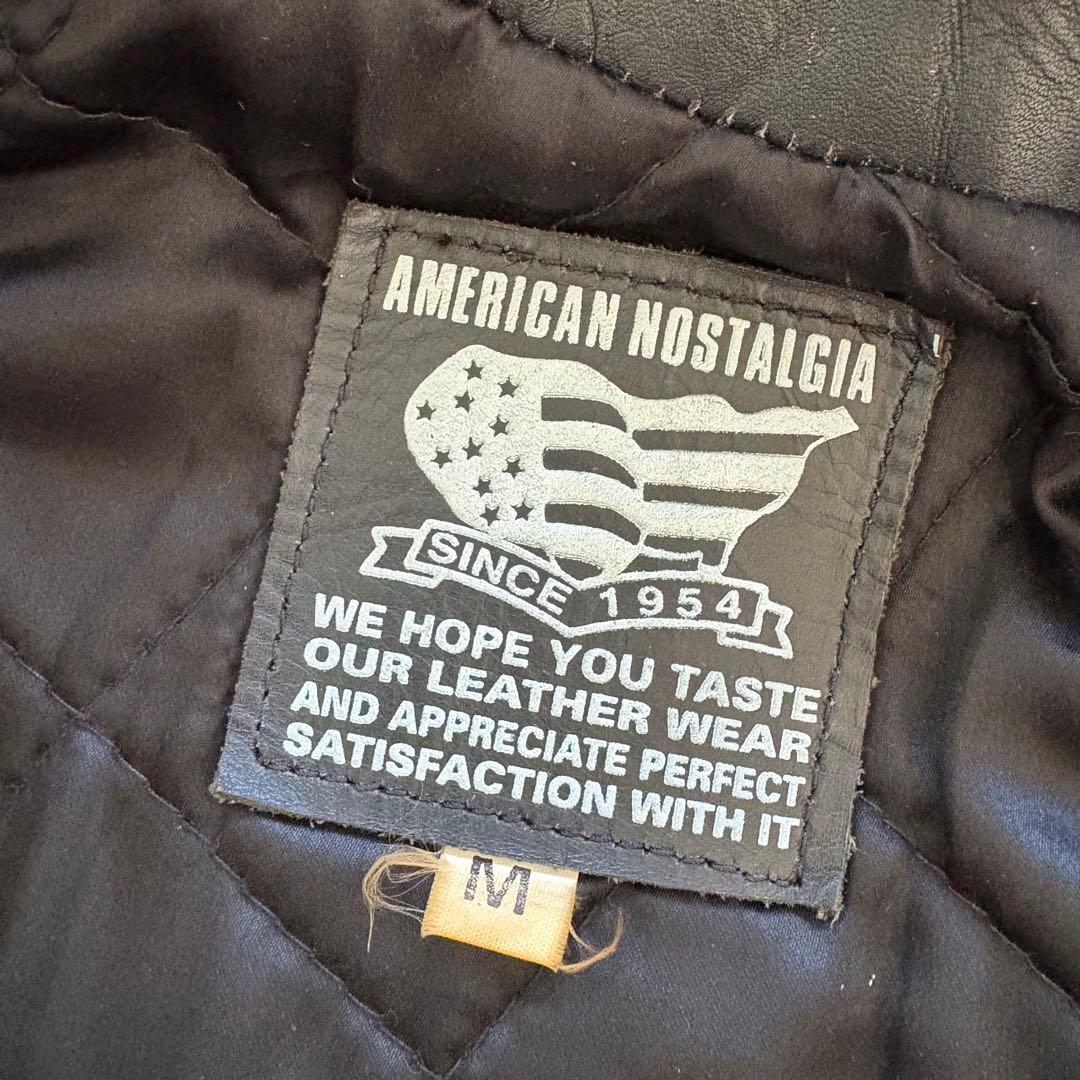 AMERICAN NOSTALGIA
SINCE 1954
WE HOPE YOU TASTE
OUR LEATHER WEAR
AND APPRECIATE PERFECT
SATISFACTION WITH IT
M